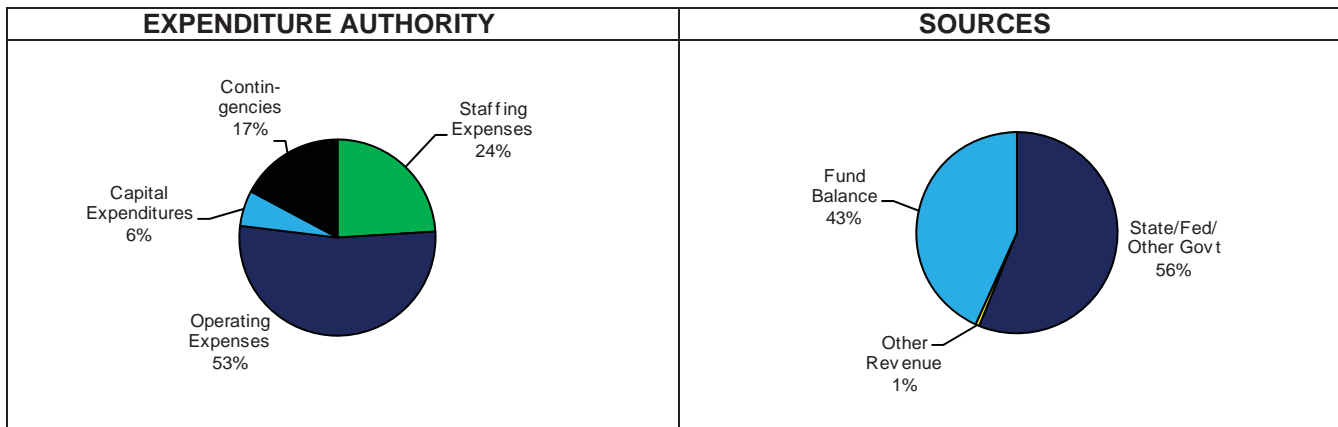 EXPENDITURE AUTHORITY
Contin-
gencies
17%
Staffing
Expenses
24%
Capital
Expenditures
6%
Operating
Expenses
53%
SOURCES
Fund
Balance
43%
State/Fed/
Other Govt
56%
Other
Revenue
1%